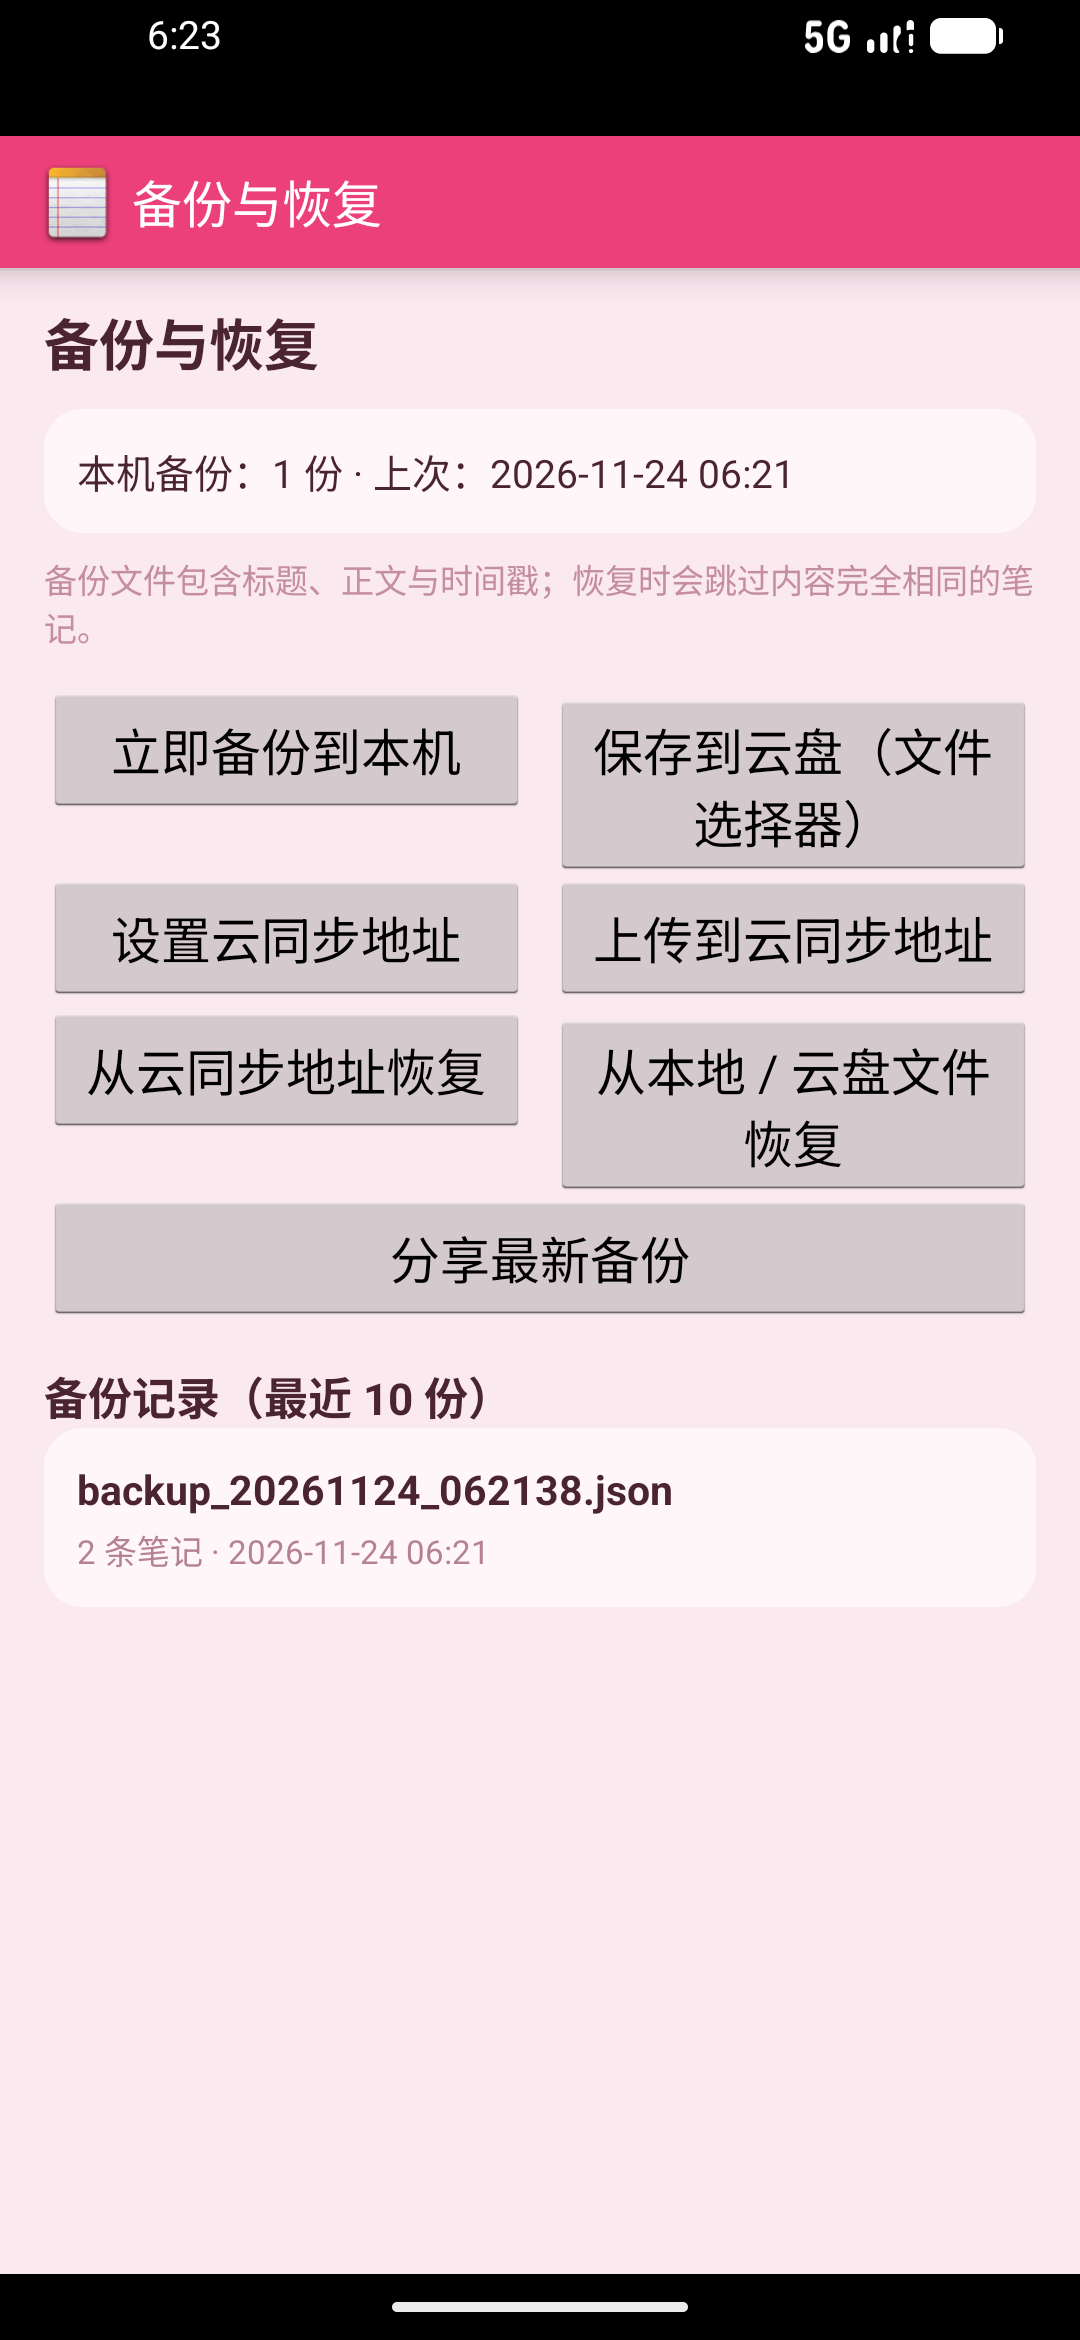 6:23
5G
备份与恢复
备份与恢复
本机备份：1 份 · 上次：2026-11-24 06:21
备份文件包含标题、正文与时间戳；恢复时会跳过内容完全相同的笔
记。
立即备份到本机
保存到云盘（文件
选择器）
设置云同步地址
上传到云同步地址
从云同步地址恢复
从本地 / 云盘文件
恢复
分享最新备份
备份记录（最近 10 份）
backup_20261124_062138.json
2 条笔记 · 2026-11-24 06:21